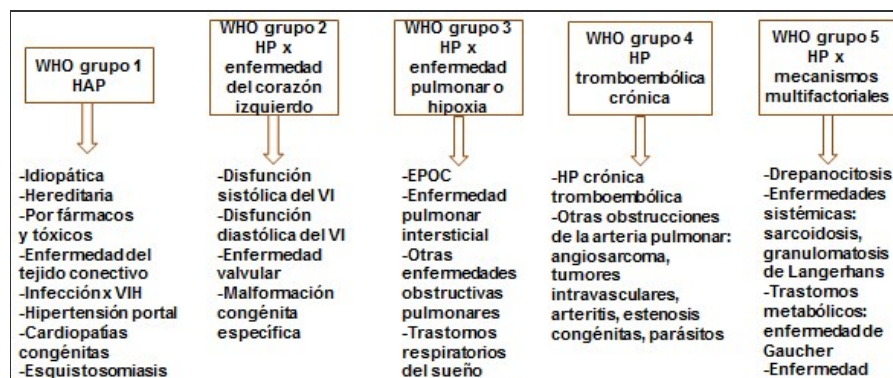 WHO grupo 1
HAP
WHO grupo 2
HP x
enfermedad
del corazón
izquierdo
WHO grupo 3
HP x
enfermedad
pulmonar o
hipoxia
WHO grupo 4
HP
tromboembólica
crónica
WHO grupo 5
HP x
mecanismos
multifactoriales
-Idiopática
-Hereditaria
-Por fármacos
y tóxicos
-Enfermedad del
tejido conectivo
-Infección x VIH
-Hipertensión portal
-Cardiopatías
congénitas
-Esquistosomiasis
-Disfunción
sistólica del VI
-Disfunción
diastólica del VI
-Enfermedad
valvular
-Malformación
congénita
específica
-EPOC
-Enfermedad
pulmonar
intersticial
-Otras
enfermedades
obstructivas
pulmonares
-Trastornos
respiratorios
del sueño
-HP crónica
tromboembólica
-Otras obstrucciones
de la arteria pulmonar:
angiosarcoma,
tumores
intravasculares,
arteritis, estenosis
congénitas, parásitos
-Drepanocitosis
-Enfermedades
sistémicas:
sarcoidosis,
granulomatosis
de Langerhans
-Trastomos
metabólicos:
enfermedad de
Gaucher
-Enfermedad